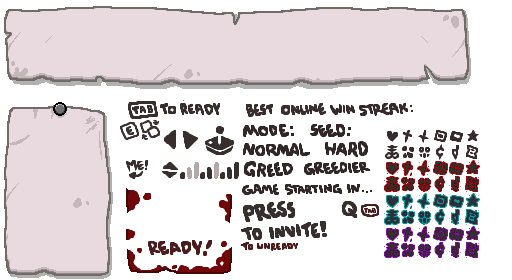 TAB TO READY
BEST ONLINE WIN STREAK:
E
MODE: SEED:
NORMAL HARD
ME!
GREED GREEDIER
GAME STARTING IN...
PRESS
Q TAB
TO INVITE!
READY!
TO UNREADY